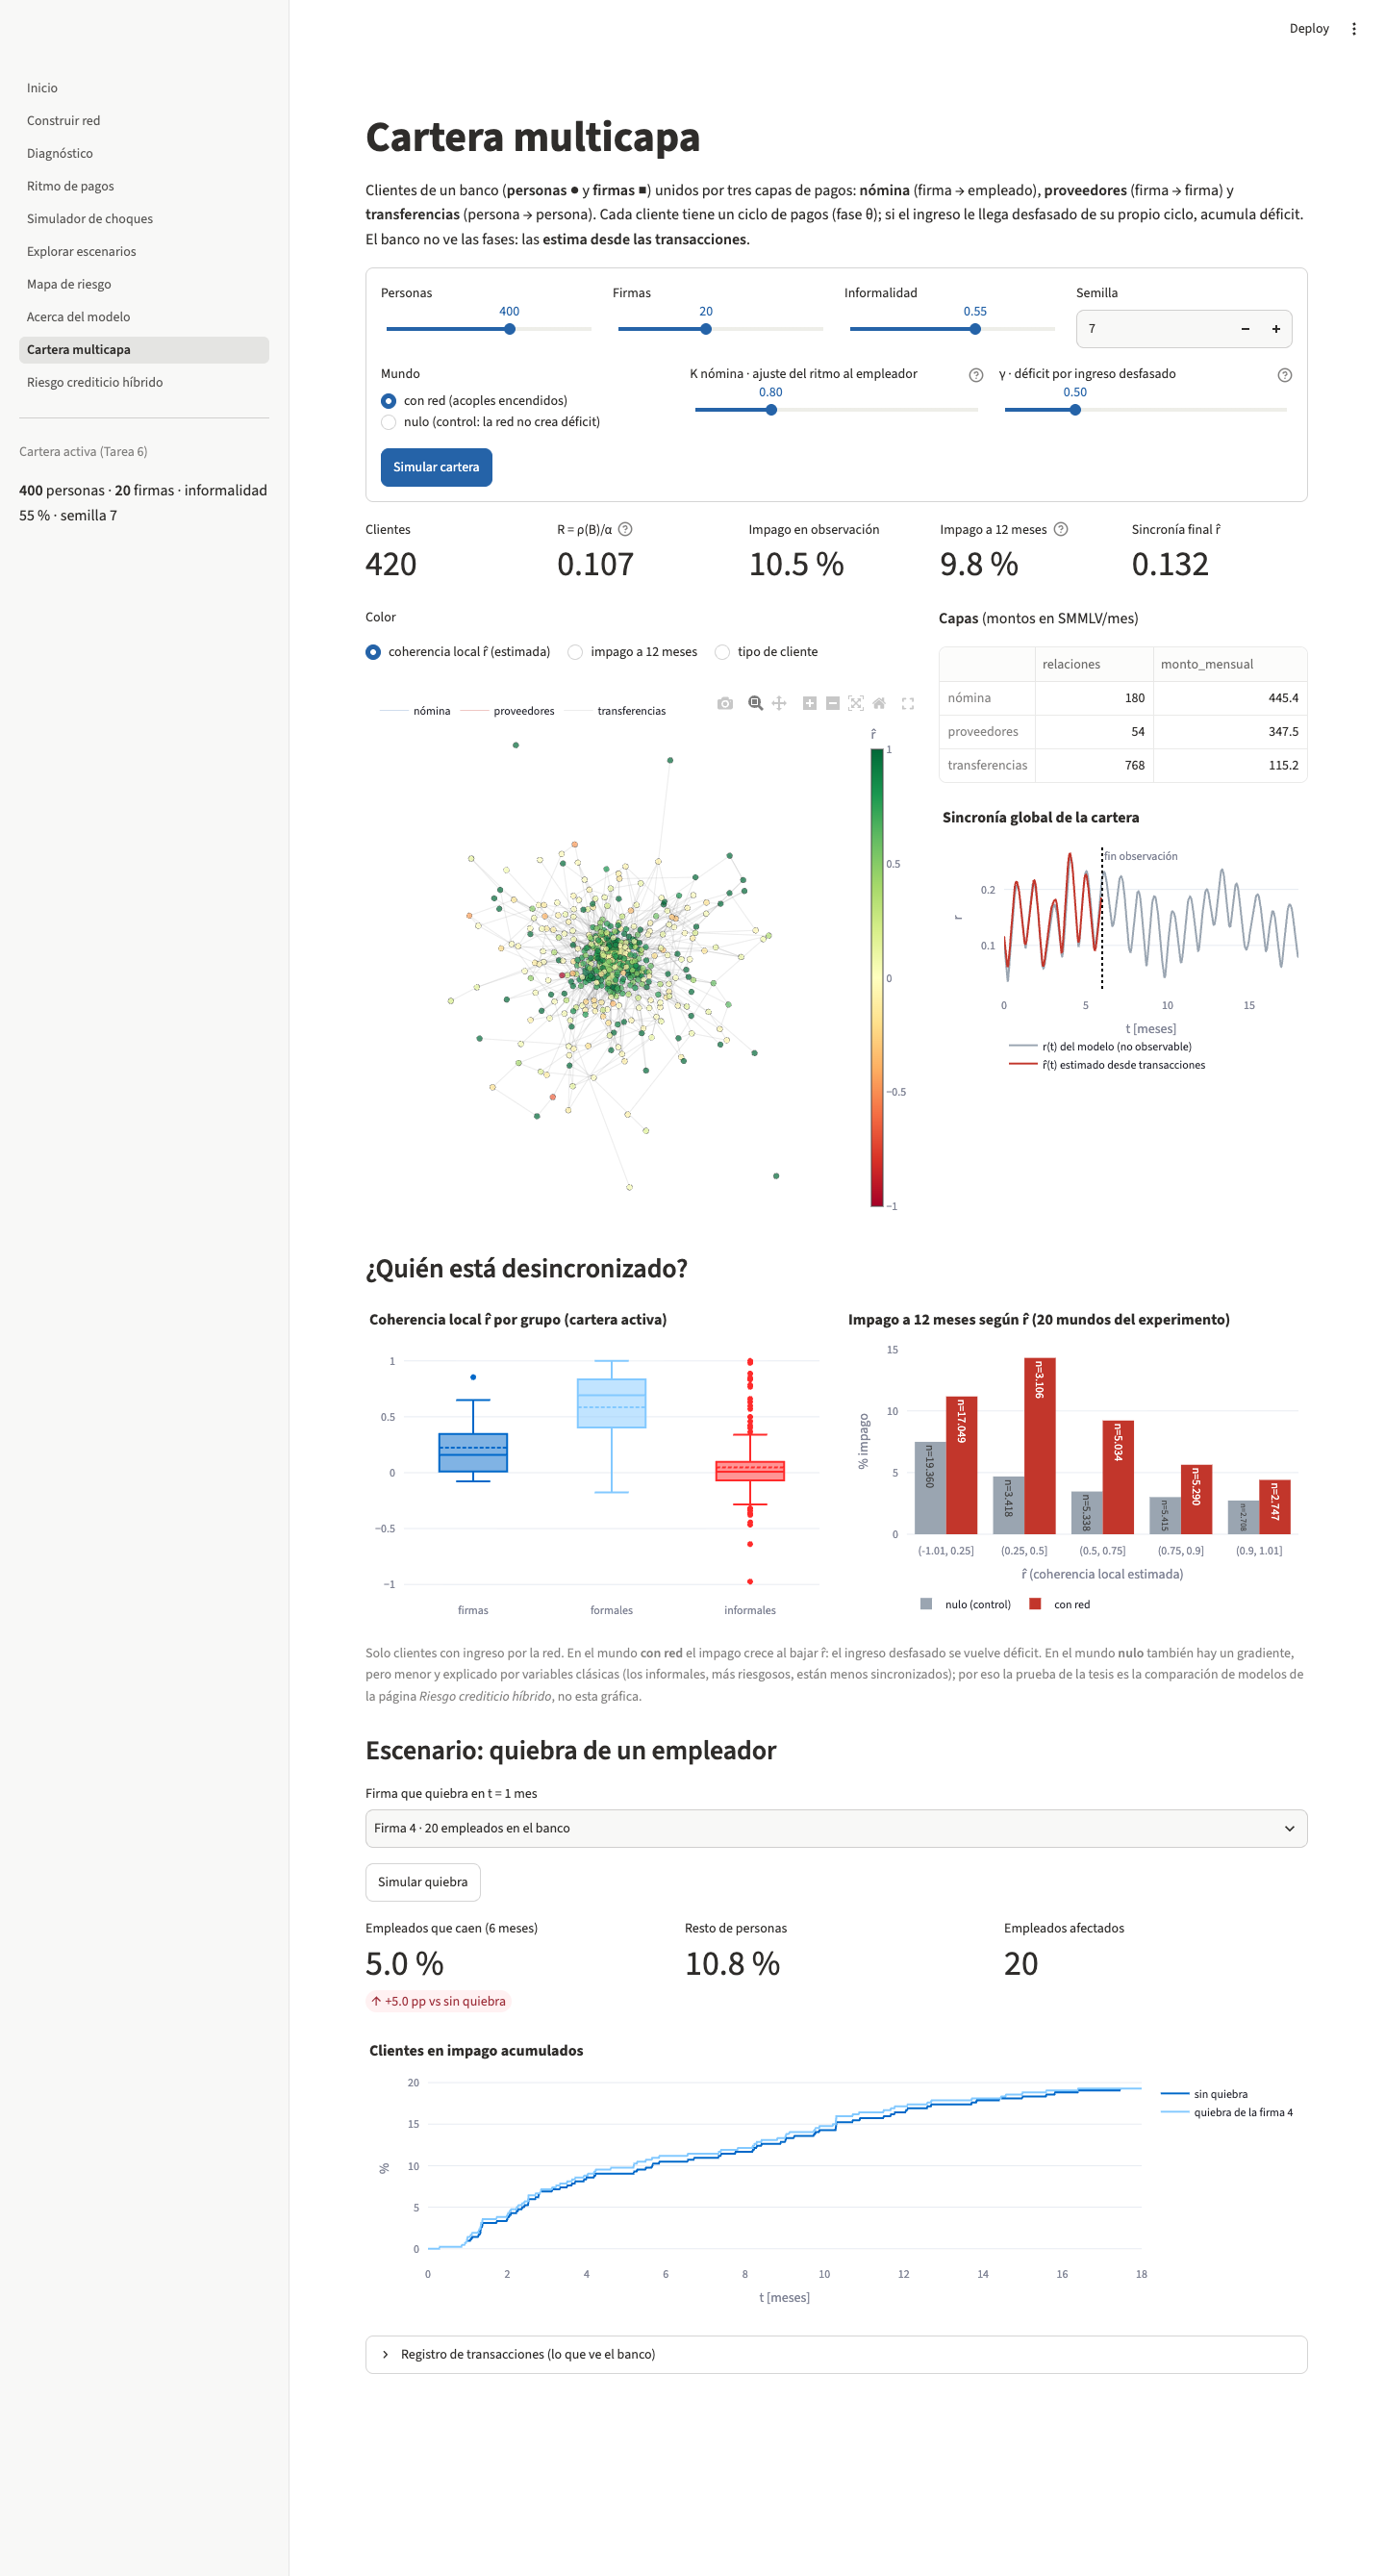 Deploy
Inicio
Construir red
Diagnóstico
Ritmo de pagos
Simulador de choques
Explorar escenarios
Mapa de riesgo
Acerca del modelo
Cartera multicapa
Riesgo crediticio híbrido
Cartera activa (Tarea 6)
400 personas · 20 firmas · informalidad
55 % · semilla 7
Cartera multicapa
Clientes de un banco (personas ● y firmas ■) unidos por tres capas de pagos: nómina (firma → empleado), proveedores (firma → firma) y
transferencias (persona → persona). Cada cliente tiene un ciclo de pagos (fase θ); si el ingreso le llega desfasado de su propio ciclo, acumula déficit.
El banco no ve las fases: las estima desde las transacciones.
Personas
400
Firmas
20
Informalidad
0.55
Semilla
7
Mundo
con red (acoples encendidos)
nulo (control: la red no crea déficit)
K nómina · ajuste del ritmo al empleador
0.80
γ · déficit por ingreso desfasado
0.50
Simular cartera
Clientes
420
R = ρ(B)/α
0.107
Impago en observación
10.5 %
Impago a 12 meses
9.8 %
Sincronía final r̂
0.132
Color
coherencia local r̂ (estimada)
impago a 12 meses
tipo de cliente
nómina
proveedores
transferencias
r̂
1
0.5
0
−0.5
−1
Capas (montos en SMMLV/mes)
relaciones monto_mensual
nómina 180 445.4
proveedores 54 347.5
transferencias 768 115.2
Sincronía global de la cartera
fin observación
0.2
0.1
r
0 5 10 15
t [meses]
r(t) del modelo (no observable)
r̂(t) estimado desde transacciones
¿Quién está desincronizado?
Coherencia local r̂ por grupo (cartera activa)
1
0.5
0
−0.5
−1
firmas formales informales
Impago a 12 meses según r̂ (20 mundos del experimento)
15
10
5
0
% impago
n=19.360
n=17.049
n=3.418
n=3.106
n=5.338
n=5.034
n=5.415
n=5.290
n=2.708
n=2.747
(-1.01, 0.25] (0.25, 0.5] (0.5, 0.75] (0.75, 0.9] (0.9, 1.01]
r̂ (coherencia local estimada)
nulo (control) con red
Solo clientes con ingreso por la red. En el mundo con red el impago crece al bajar r̂: el ingreso desfasado se vuelve déficit. En el mundo nulo también hay un gradiente,
pero menor y explicado por variables clásicas (los informales, más riesgosos, están menos sincronizados); por eso la prueba de la tesis es la comparación de modelos de
la página Riesgo crediticio híbrido, no esta gráfica.
Escenario: quiebra de un empleador
Firma que quiebra en t = 1 mes
Firma 4 · 20 empleados en el banco
Simular quiebra
Empleados que caen (6 meses)
5.0 %
↑ +5.0 pp vs sin quiebra
Resto de personas
10.8 %
Empleados afectados
20
Clientes en impago acumulados
20
15
10
5
0
%
0 2 4 6 8 10 12 14 16 18
t [meses]
sin quiebra
quiebra de la firma 4
Registro de transacciones (lo que ve el banco)